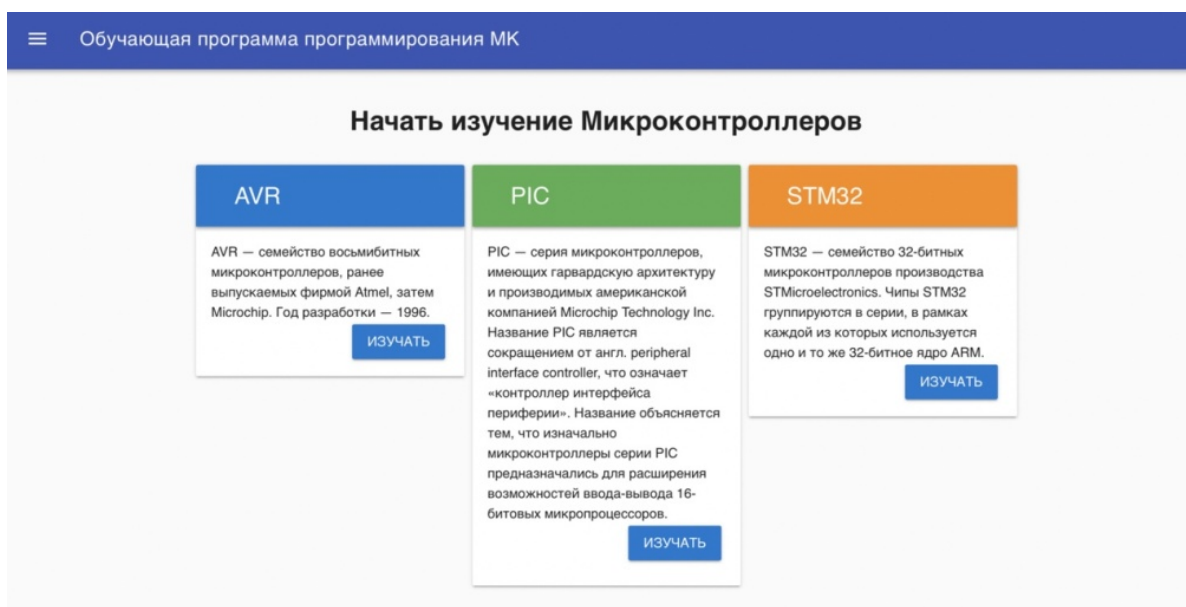 Обучающая программа программирования МК
Начать изучение Микроконтроллеров
AVR
AVR — семейство восьмибитных
микроконтроллеров, ранее
выпускаемых фирмой Atmel, затем
Microchip. Год разработки — 1996.
ИЗУЧАТЬ
PIC
PIC — серия микроконтроллеров,
имеющих гарвардскую архитектуру
и производимых американской
компанией Microchip Technology Inc.
Название PIC является
сокращением от англ. peripheral
interface controller, что означает
«контроллер интерфейса
периферии». Название объясняется
тем, что изначально
микроконтроллеры серии PIC
предназначались для расширения
возможностей ввода-вывода 16-
битовых микропроцессоров.
ИЗУЧАТЬ
STM32
STM32 — семейство 32-битных
микроконтроллеров производства
STMicroelectronics. Чипы STM32
группируются в серии, в рамках
каждой из которых используется
одно и то же 32-битное ядро ARM.
ИЗУЧАТЬ